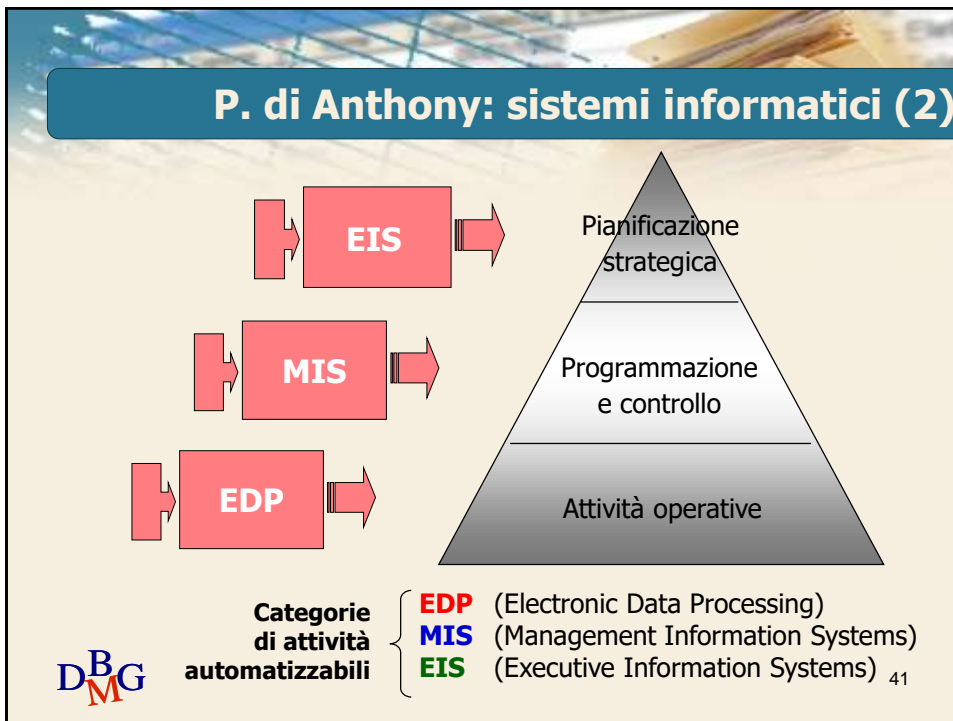 P. di Anthony: sistemi informatici (2)
EIS
Pianificazione
strategica
MIS
Programmazione
e controllo
EDP
Attività operative
Categorie
di attività
automatizzabili
EDP (Electronic Data Processing)
MIS (Management Information Systems)
EIS (Executive Information Systems)
DBMG
41